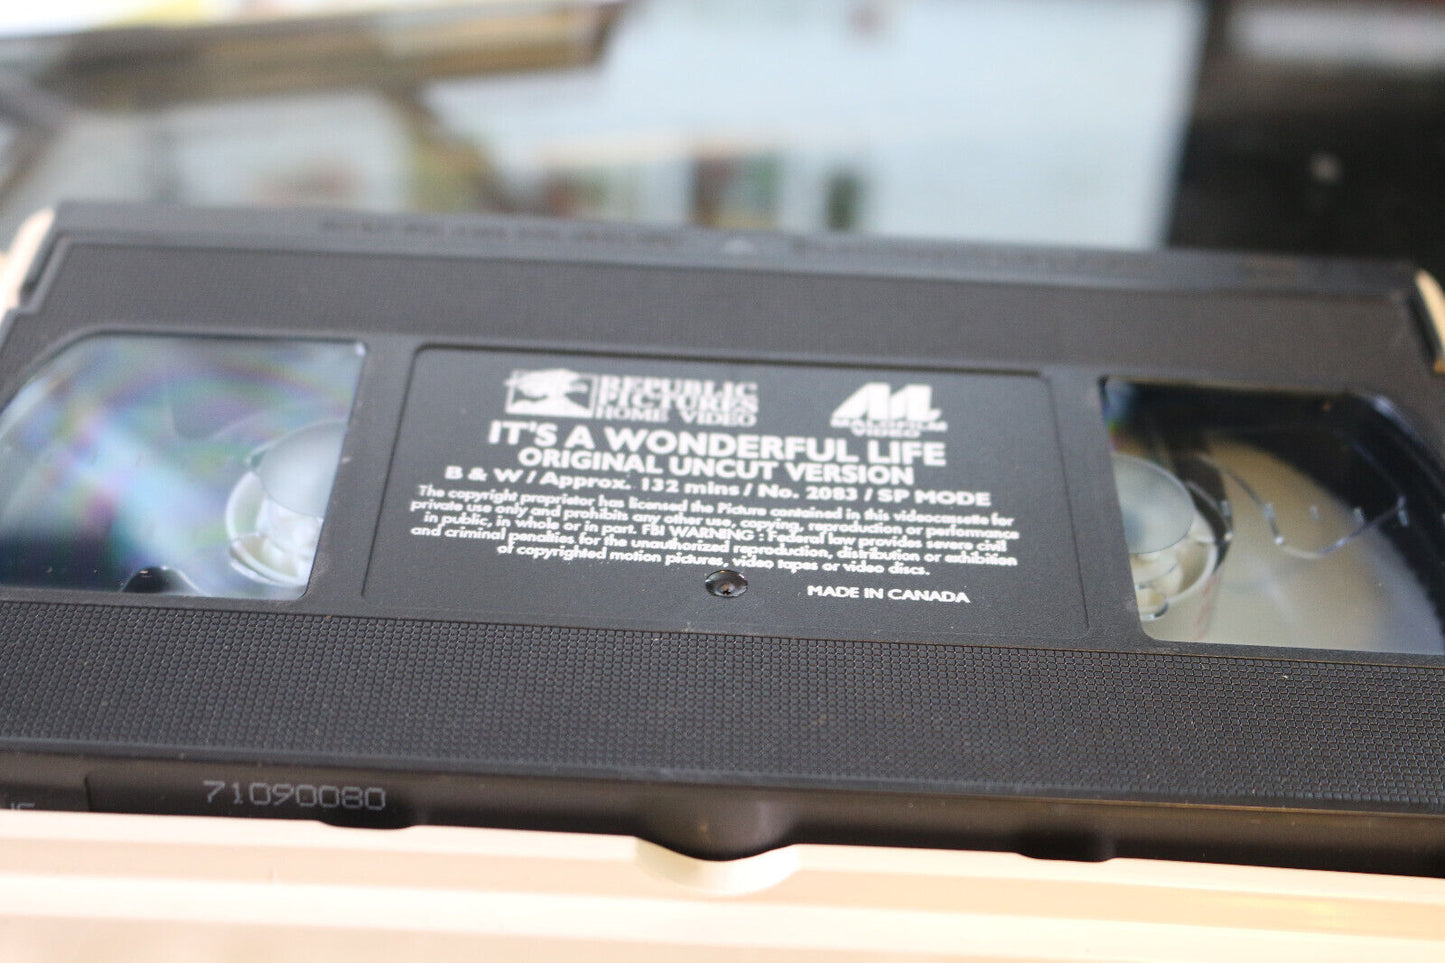 REPUBLIC
PICTURES
HOME VIDEO
MALOFILM
VIDEO
IT'S A WONDERFUL LIFE
ORIGINAL UNCUT VERSION
B & W / Approx. 132 mins / No. 2083 / SP MODE
The copyright proprietor has licensed the Picture contained in this videocassette for
private use only and prohibits any other use, copying, reproduction or performance
in public, in whole or in part. FBI WARNING : Federal law provides severe civil
and criminal penalties for the unauthorized reproduction, distribution or exhibition
of copyrighted motion pictures, video tapes or video discs.
MADE IN CANADA
71090080